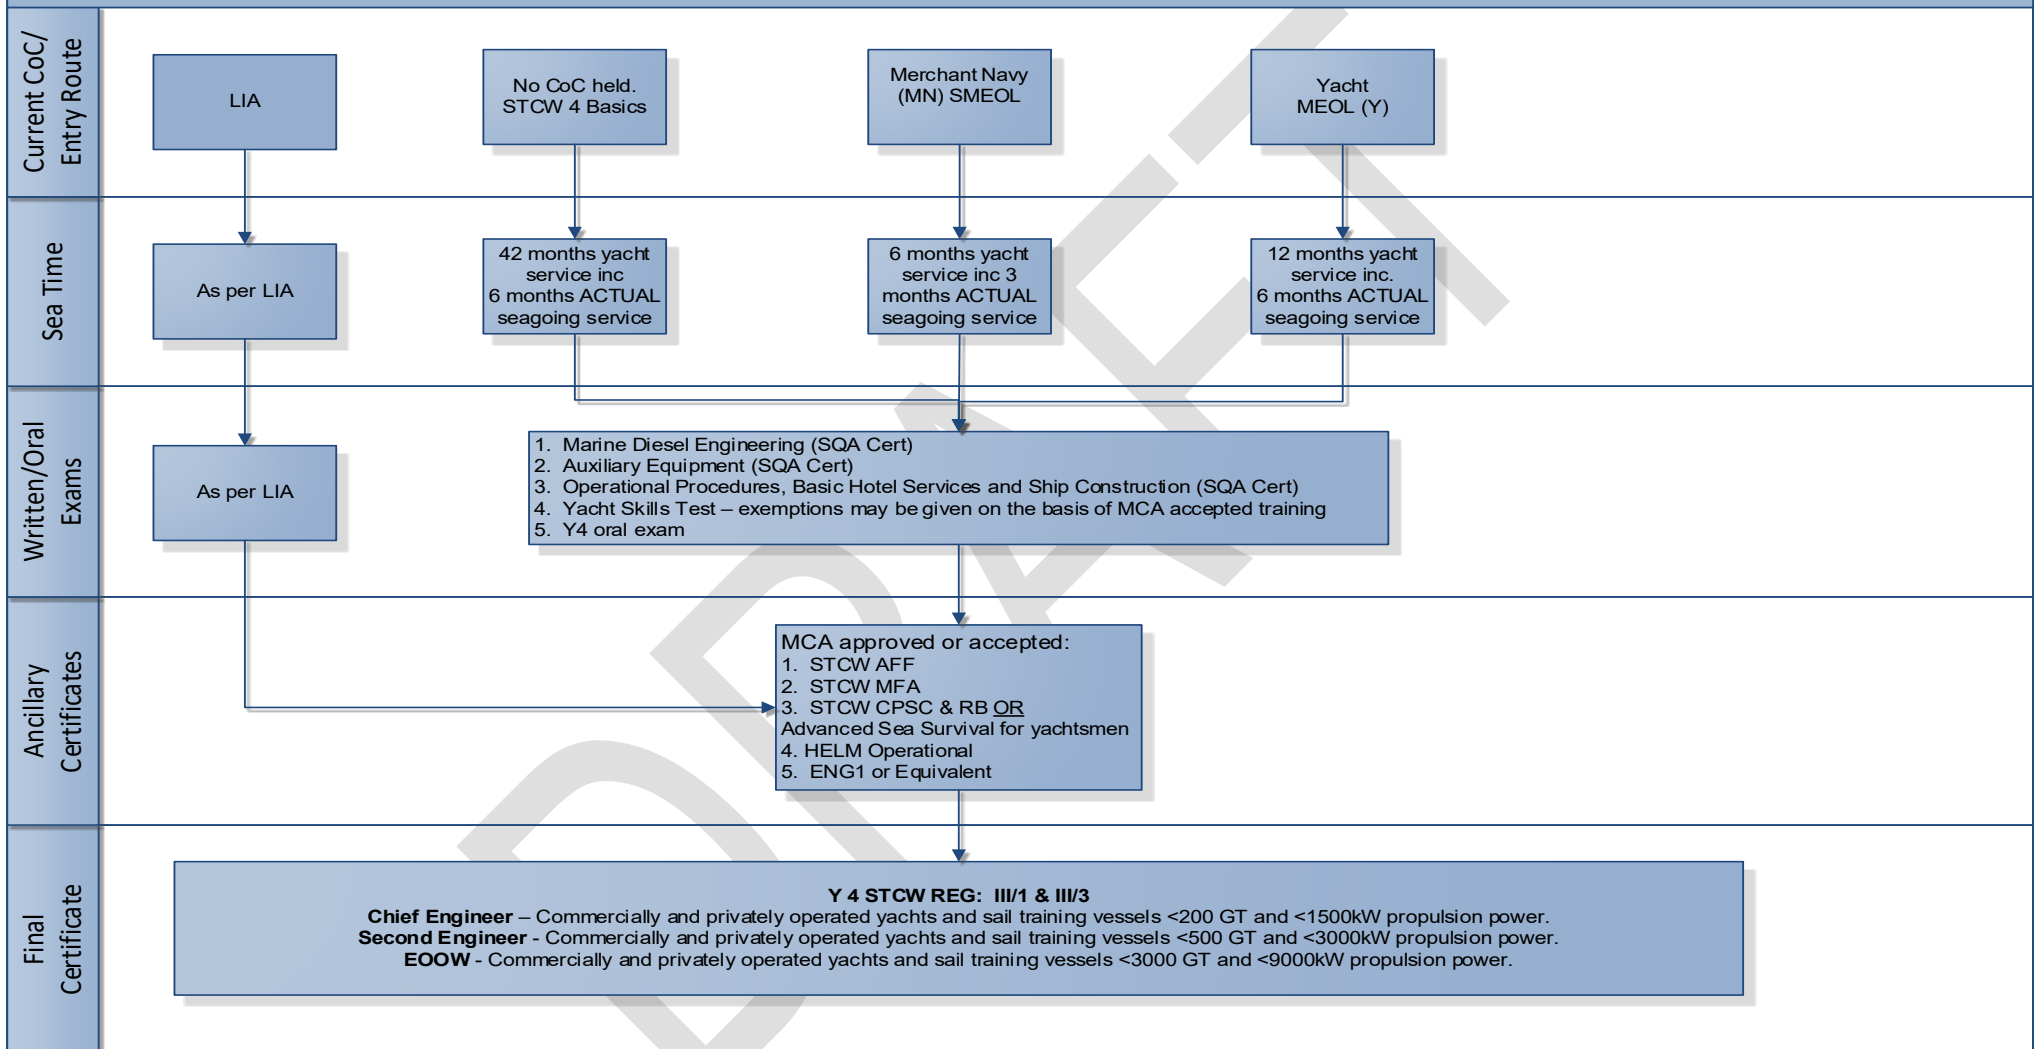 Current CoC/
Entry Route
LIA
No CoC held.
STCW 4 Basics
Merchant Navy
(MN) SMEOL
Yacht
MEOL (Y)
Sea Time
As per LIA
42 months yacht
service inc
6 months ACTUAL
seagoing service
6 months yacht
service inc 3
months ACTUAL
seagoing service
12 months yacht
service inc.
6 months ACTUAL
seagoing service
Written/Oral
Exams
As per LIA
1. Marine Diesel Engineering (SQA Cert)
2. Auxiliary Equipment (SQA Cert)
3. Operational Procedures, Basic Hotel Services and Ship Construction (SQA Cert)
4. Yacht Skills Test – exemptions may be given on the basis of MCA accepted training
5. Y4 oral exam
Ancillary
Certificates
MCA approved or accepted:
1. STCW AFF
2. STCW MFA
3. STCW CPSC & RB OR
Advanced Sea Survival for yachtsmen
4. HELM Operational
5. ENG1 or Equivalent
Final
Certificate
Y 4 STCW REG: III/1 & III/3
Chief Engineer – Commercially and privately operated yachts and sail training vessels <200 GT and <1500kW propulsion power.
Second Engineer - Commercially and privately operated yachts and sail training vessels <500 GT and <3000kW propulsion power.
EOOW - Commercially and privately operated yachts and sail training vessels <3000 GT and <9000kW propulsion power.
DRAFT